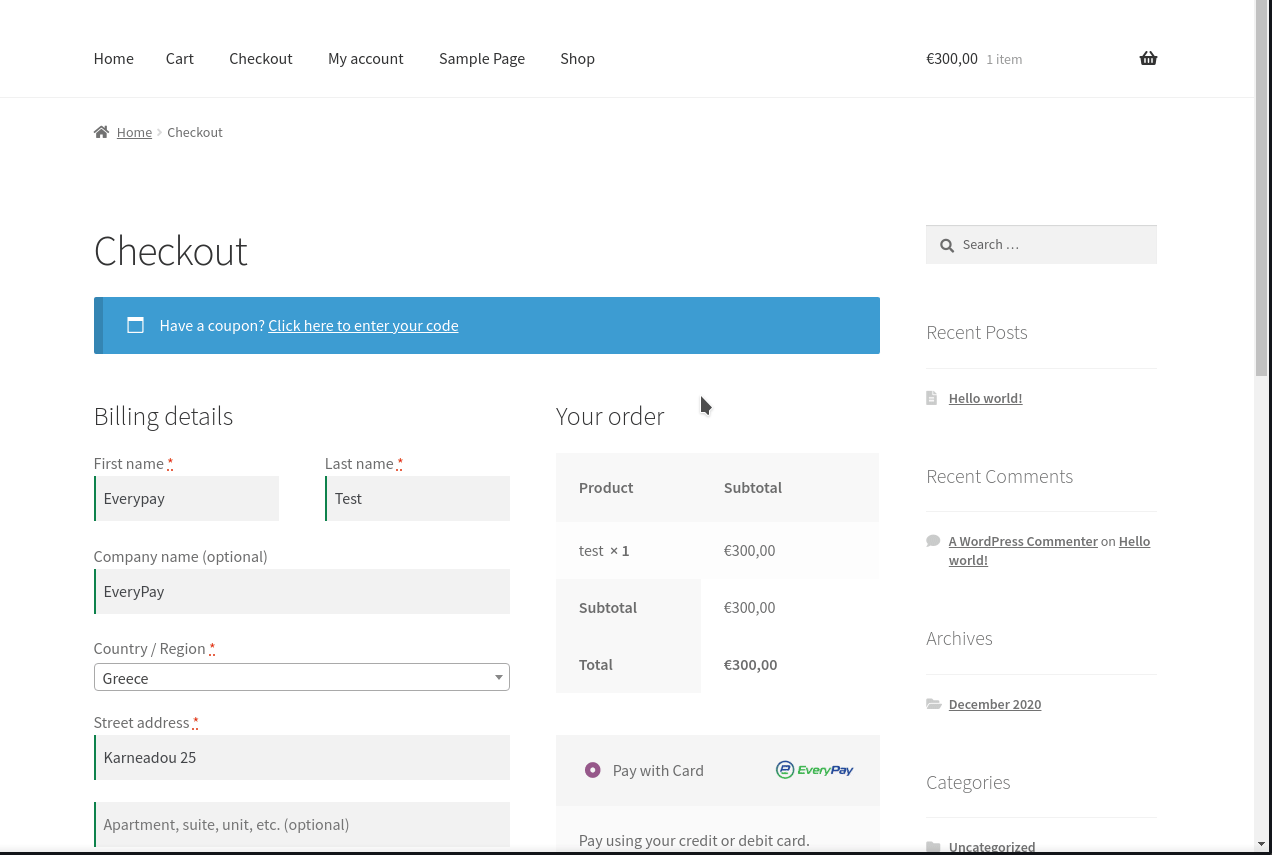 Home Cart Checkout My account Sample Page Shop €300,00 1 item
Home Checkout
Checkout
Have a coupon? Click here to enter your code
Billing details
First name * Last name *
Everypay Test
Company name (optional)
EveryPay
Country / Region *
Greece
Street address *
Karneadou 25
Apartment, suite, unit, etc. (optional)
Your order
Product Subtotal
test × 1 €300,00
Subtotal €300,00
Total €300,00
Pay with Card EveryPay
Pay using your credit or debit card.
Search …
Recent Posts
Hello world!
Recent Comments
A WordPress Commenter on Hello
world!
Archives
December 2020
Categories
Uncategorized